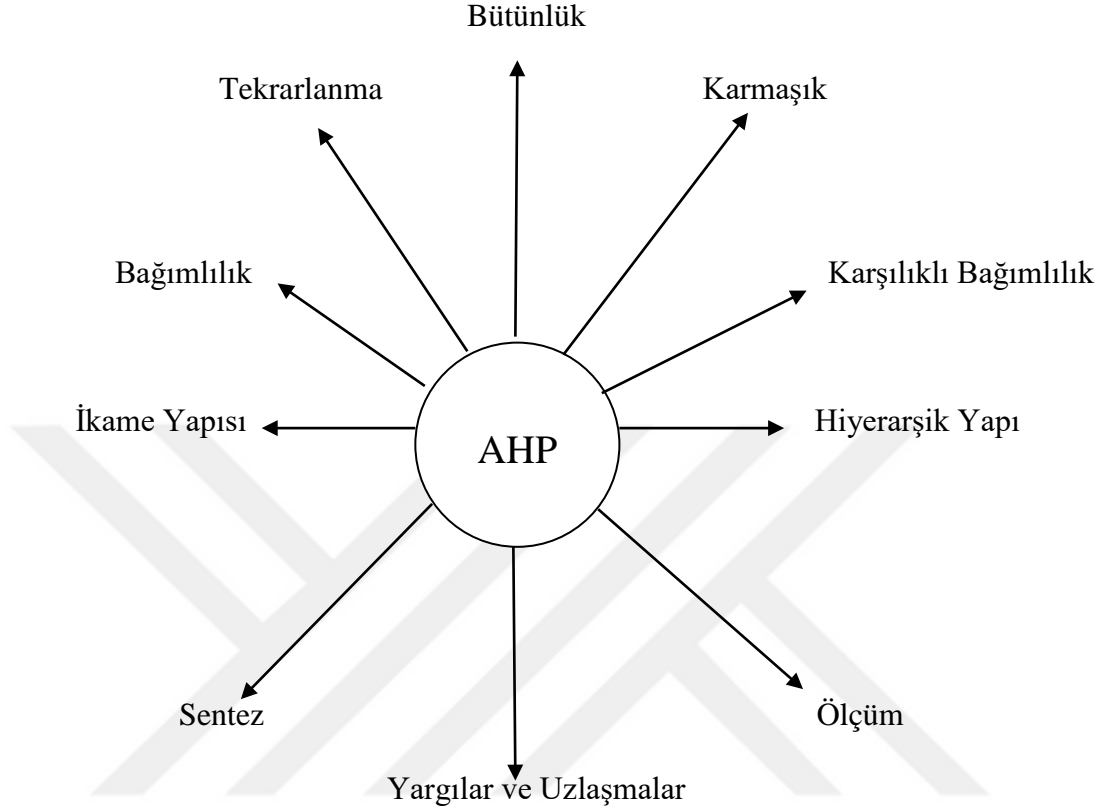 Bütünlük
Tekrarlanma
Karmaşık
Bağımlılık
Karşılıklı Bağımlılık
İkame Yapısı
AHP
Hiyerarşik Yapı
Sentez
Ölçüm
Yargılar ve Uzlaşmalar